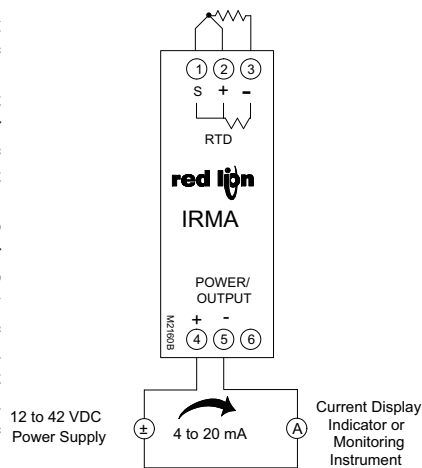 1 2 3
S + -
RTD
red lion
IRMA
POWER/
OUTPUT
M2160B
+ -
4 5 6
12 to 42 VDC
Power Supply
±
4 to 20 mA
A
Current Display
Indicator or
Monitoring
Instrument